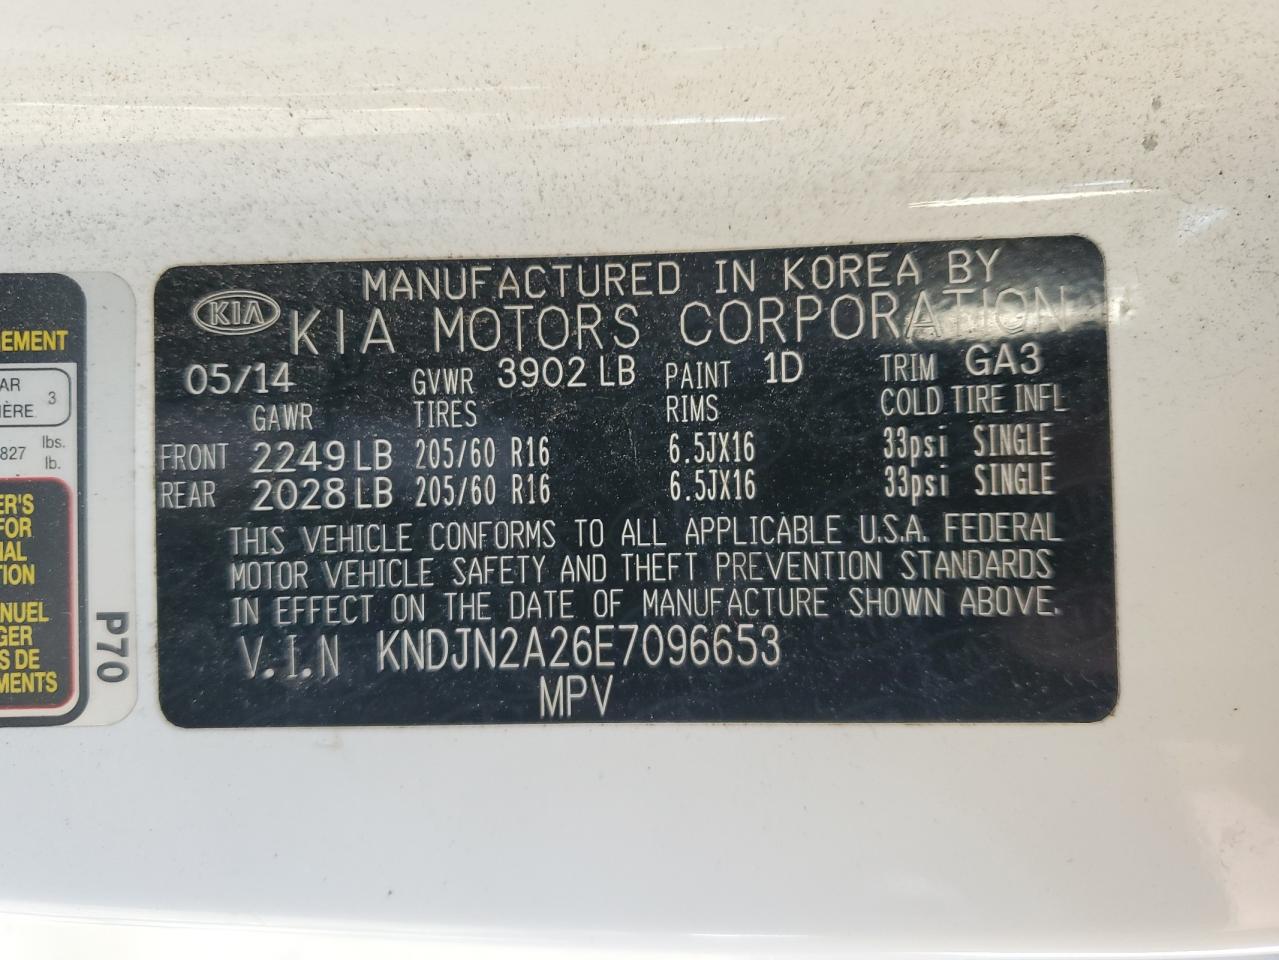 EMENT
AR
IÈRE 3
827 lbs.
lb.
ER'S
FOR
NAL
TION
ANUEL
GER
S DE
MENTS
P70
MANUFACTURED IN KOREA BY
KIA KIA MOTORS CORPORATION
05/14 GVWR 3902 LB PAINT 1D TRIM GA3
GAWR TIRES RIMS COLD TIRE INFL
FRONT 2249 LB 205/60 R16 6.5JX16 33psi SINGLE
REAR 2028 LB 205/60 R16 6.5JX16 33psi SINGLE
THIS VEHICLE CONFORMS TO ALL APPLICABLE U.S.A. FEDERAL
MOTOR VEHICLE SAFETY AND THEFT PREVENTION STANDARDS
IN EFFECT ON THE DATE OF MANUFACTURE SHOWN ABOVE.
V.I.N KNDJN2A26E7096653
MPV